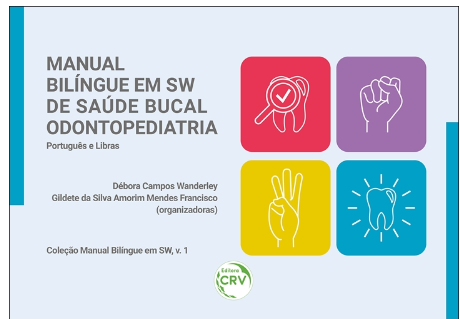 MANUAL
BILÍNGUE EM SW
DE SAÚDE BUCAL
ODONTOPEDIATRIA
Português e Libras
Débora Campos Wanderley
Gildete da Silva Amorim Mendes Francisco
(organizadoras)
Coleção Manual Bilíngue em SW, v. 1
Editora
CRV